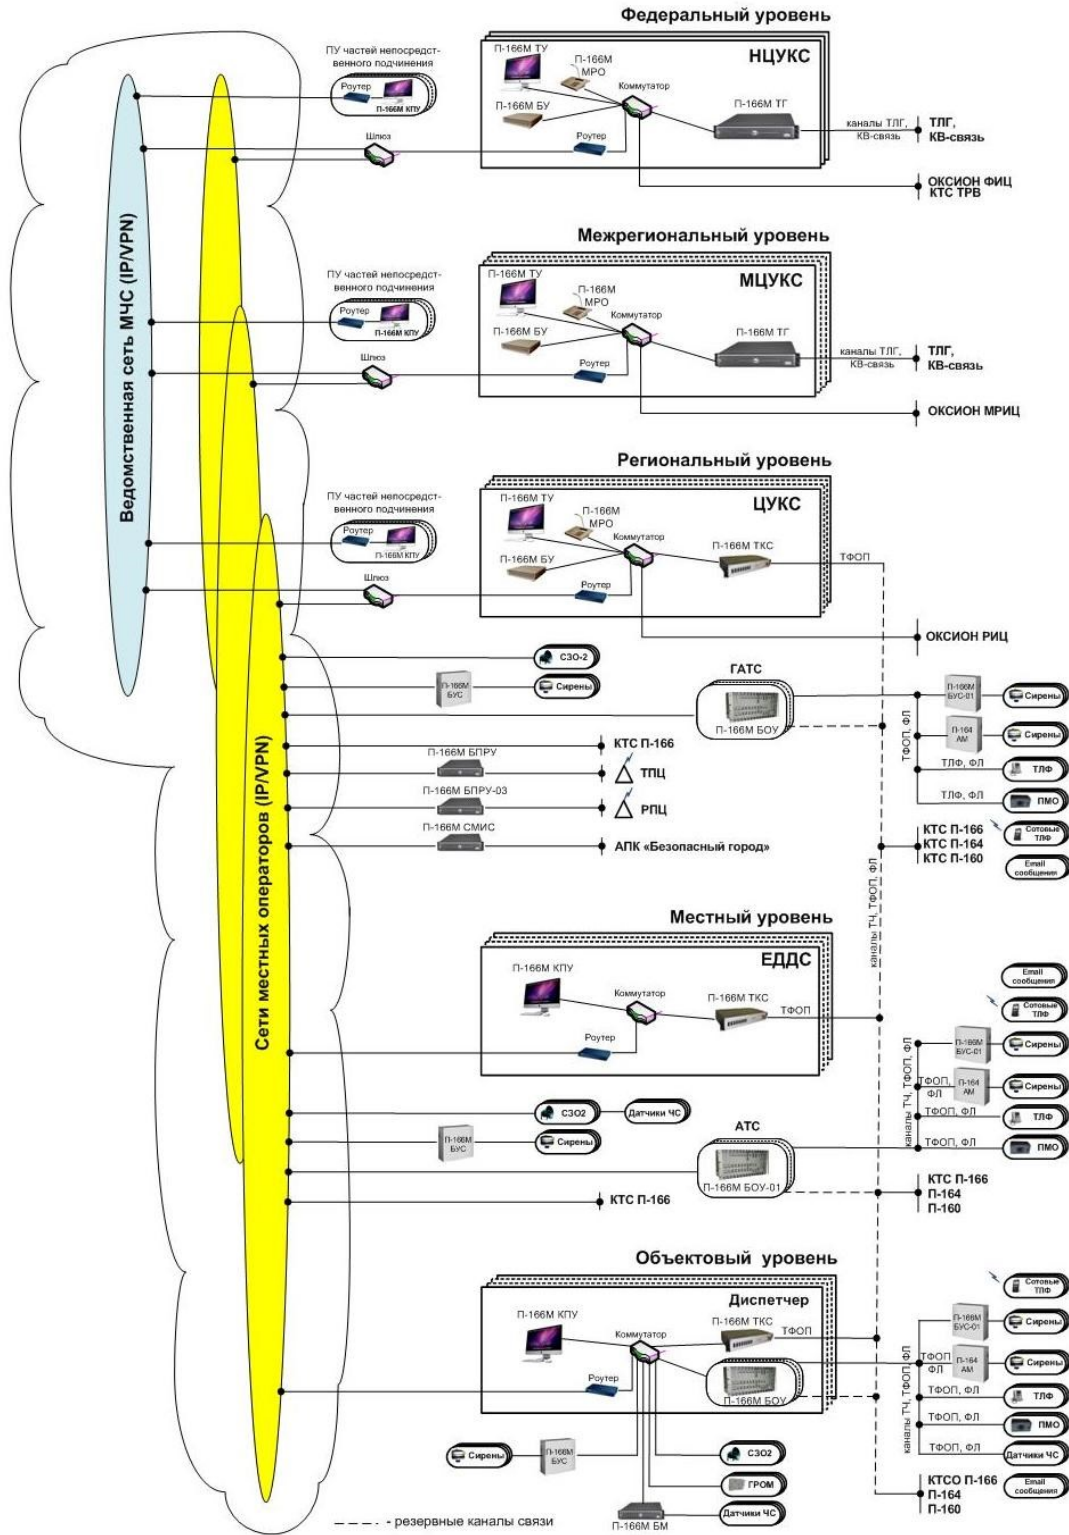 Федеральный уровень
ПУ частей непосредст-
венного подчинения
Роутер
П-166М КПУ
П-166М ТУ
П-166М
МРО
НЦУКС
Коммутатор
П-166М ТГ
П-166М БУ
Роутер
Шлюз
каналы ТЛГ,
КВ-связь
ТЛГ,
КВ-связь
ОКСИОН ФИЦ
КТС ТРВ
Ведомственная сеть МЧС (IP/VPN)
Межрегиональный уровень
ПУ частей непосредст-
венного подчинения
Роутер
П-166М КПУ
П-166М ТУ
П-166М
МРО
МЦУКС
Коммутатор
П-166М ТГ
П-166М БУ
Роутер
Шлюз
каналы ТЛГ,
КВ-связь
ТЛГ,
КВ-связь
ОКСИОН МРИЦ
Региональный уровень
ПУ частей непосредст-
венного подчинения
Роутер
П-166М КПУ
П-166М ТУ
П-166М
МРО
ЦУКС
Коммутатор
П-166М ТКС
П-166М БУ
Роутер
Шлюз
ТФОП
ОКСИОН РИЦ
СЗО-2
П-166М
БУС
Сирены
ГАТС
П-166М БОУ
КТС П-166
П-166М БПРУ
ТПЦ
П-166М БПРУ-03
РПЦ
П-166М СМИС
АПК «Безопасный город»
ТФОП, ФЛ
П-166М
БУС-01
Сирены
П-164
АМ
Сирены
ТЛФ, ФЛ
ТЛФ
ТЛФ, ФЛ
ПМО
КТС П-166
КТС П-164
КТС П-160
Сотовые
ТЛФ
Email
сообщения
каналы ТЧ, ТФОП, ФЛ
Сети местных операторов (IP/VPN)
Местный уровень
ЕДДС
П-166М КПУ
Коммутатор
П-166М ТКС
Роутер
ТФОП
СЗО2
Датчики ЧС
П-166М
БУС
Сирены
АТС
П-166М БОУ-01
КТС П-166
Email
сообщения
Сотовые
ТЛФ
каналы ТЧ, ТФОП, ФЛ
П-166М
БУС-01
Сирены
ТФОП,
ФЛ
П-164
АМ
Сирены
ТФОП, ФЛ
ТЛФ
ТФОП, ФЛ
ПМО
КТС П-166
П-164
П-160
Объектовый уровень
Диспетчер
П-166М КПУ
Коммутатор
П-166М ТКС
ТФОП
Роутер
П-166М БОУ
Сирены
П-166М
БУС
СЗО2
ГРОМ
Датчики ЧС
П-166М БМ
Сотовые
ТЛФ
каналы ТЧ, ТФОП, ФЛ
П-166М
БУС-01
Сирены
ТФОП
ФЛ
П-164
АМ
Сирены
ТФОП, ФЛ
ТЛФ
ТФОП, ФЛ
ПМО
ТФОП, ФЛ
Датчики ЧС
КТСО П-166
П-164
П-160
Email
сообщения
- резервные каналы связи